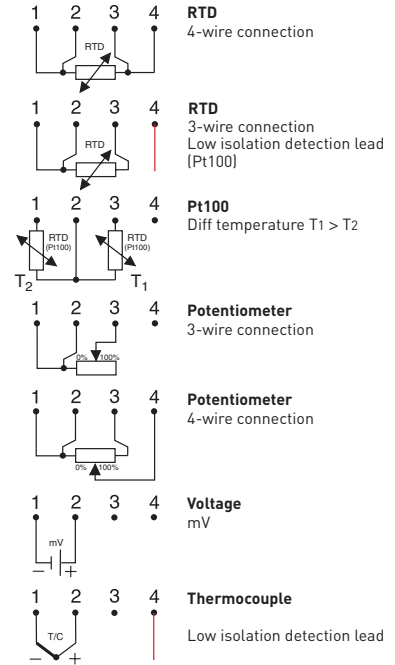 1 2 3 4 RTD
4-wire connection
RTD
1 2 3 4 RTD
3-wire connection
Low isolation detection lead
(Pt100)
RTD
1 2 3 4 Pt100
Diff temperature T1 > T2
RTD RTD
(Pt100) (Pt100)
T2 T1
1 2 3 4 Potentiometer
3-wire connection
0% 100%
1 2 3 4 Potentiometer
4-wire connection
0% 100%
1 2 3 4 Voltage
mV
mV
– +
1 2 3 4 Thermocouple
T/C Low isolation detection lead
– +